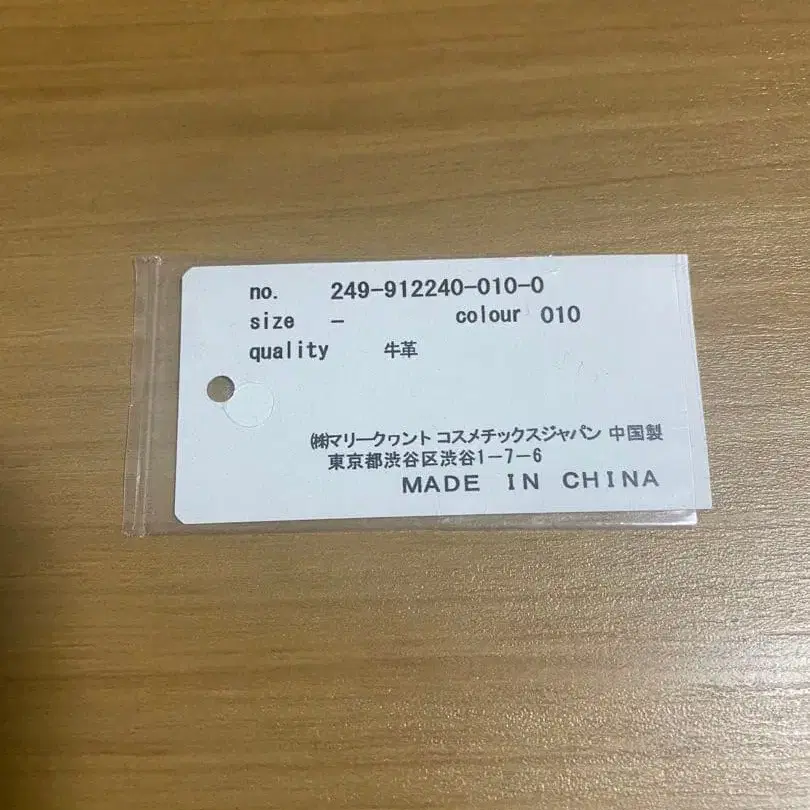 no. 249-912240-010-0
size - colour 010
quality 牛革
㈱マリークヮント コスメチックスジャパン 中国製
東京都渋谷区渋谷1-7-6
MADE IN CHINA